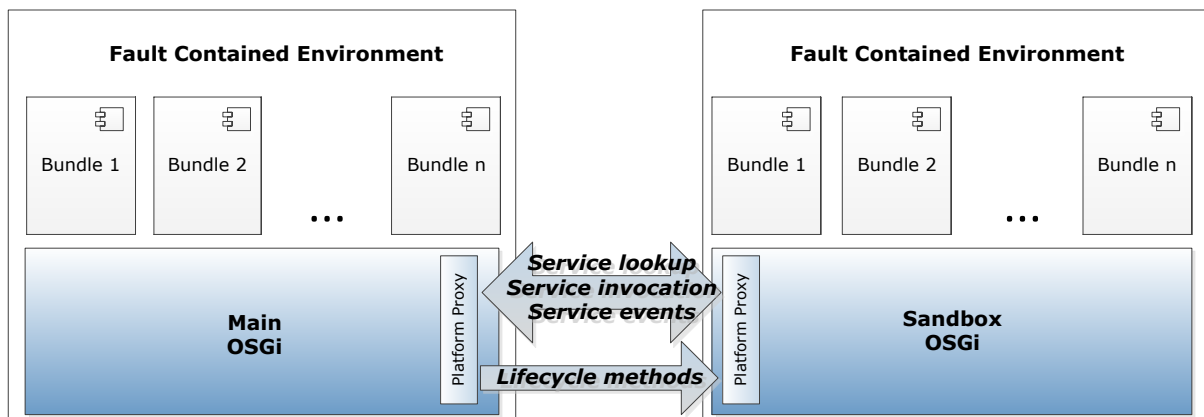 Fault Contained Environment
Bundle 1
Bundle 2
...
Bundle n
Main
OSGi
Platform Proxy
Service lookup
Service invocation
Service events
Lifecycle methods
Fault Contained Environment
Bundle 1
Bundle 2
...
Bundle n
Platform Proxy
Sandbox
OSGi